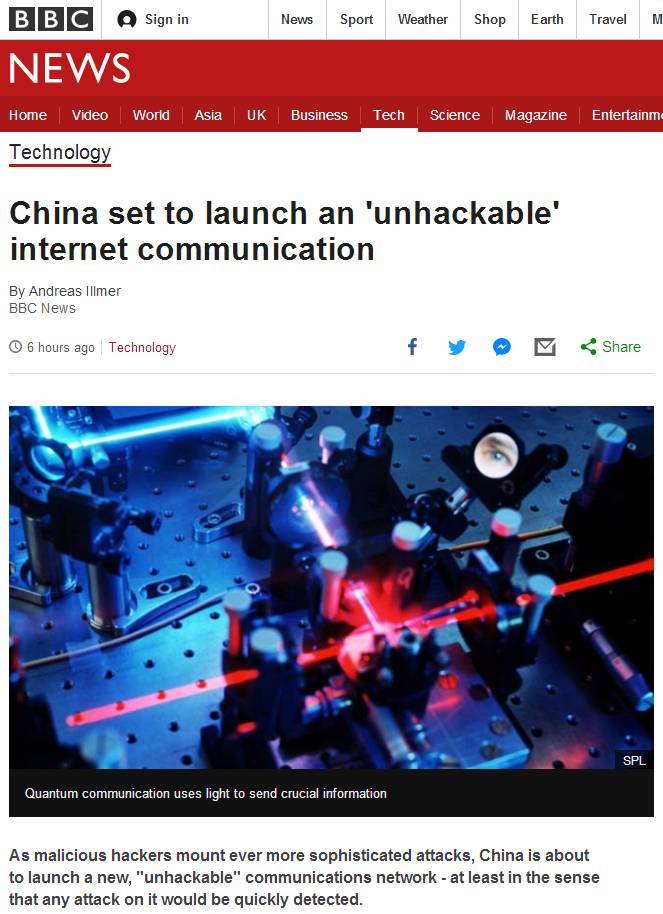 BBC Sign in News Sport Weather Shop Earth Travel M
NEWS
Home Video World Asia UK Business Tech Science Magazine Entertainm
Technology
China set to launch an 'unhackable'
internet communication
By Andreas Illmer
BBC News
6 hours ago Technology Share
SPL
Quantum communication uses light to send crucial information
As malicious hackers mount ever more sophisticated attacks, China is about
to launch a new, "unhackable" communications network - at least in the sense
that any attack on it would be quickly detected.